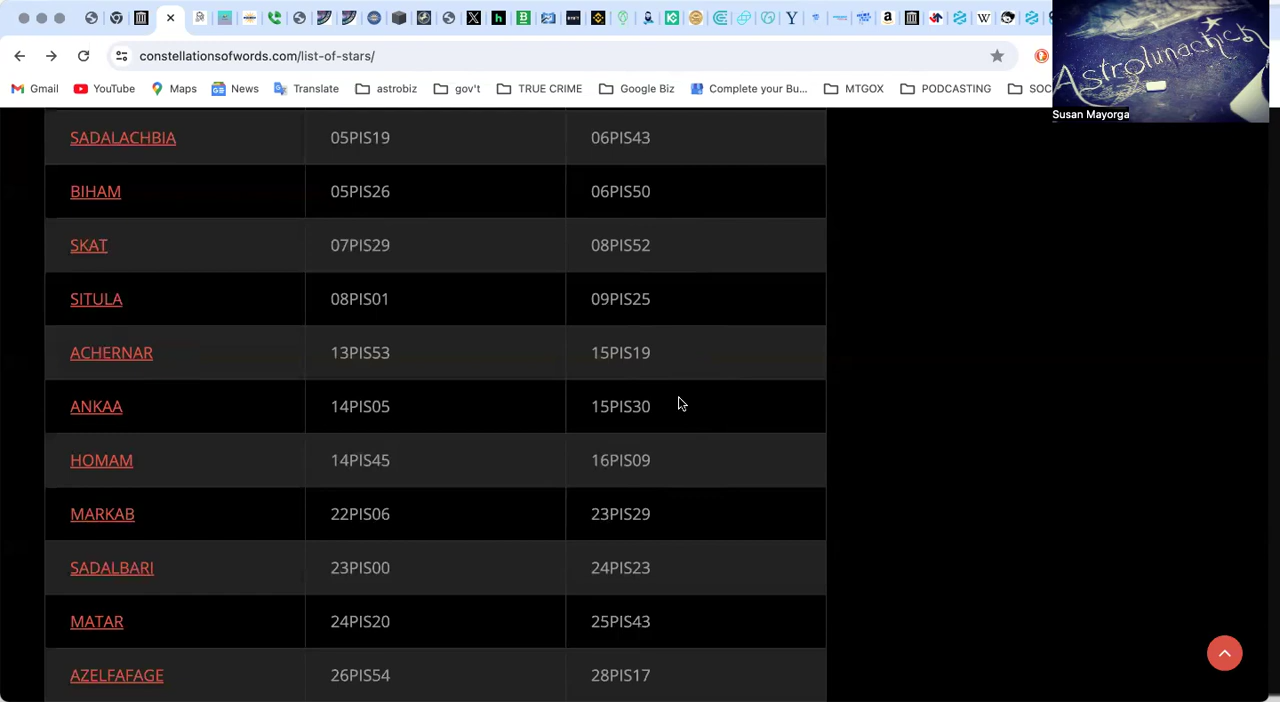 constellationsofwords.com/list-of-stars/
Gmail YouTube Maps News Translate astrobiz gov't TRUE CRIME Google Biz Complete your Bu... MTGOX PODCASTING SOC
Astrolunachick
Susan Mayorga
SADALACHBIA 05PIS19 06PIS43
BIHAM 05PIS26 06PIS50
SKAT 07PIS29 08PIS52
SITULA 08PIS01 09PIS25
ACHERNAR 13PIS53 15PIS19
ANKAA 14PIS05 15PIS30
HOMAM 14PIS45 16PIS09
MARKAB 22PIS06 23PIS29
SADALBARI 23PIS00 24PIS23
MATAR 24PIS20 25PIS43
AZELFAFAGE 26PIS54 28PIS17